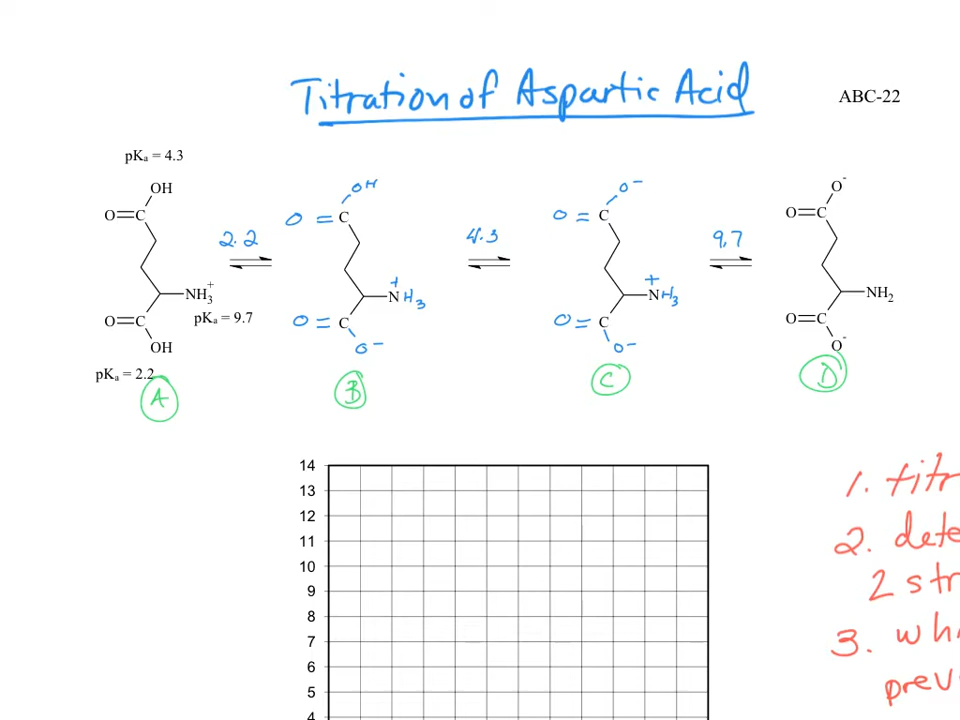 Titration of Aspartic Acid
ABC-22
pKa = 4.3
OH
O=C
NH3+
pKa = 9.7
O=C
OH
pKa = 2.2
A
2.2
OH
O=C
+
NH3
O=C
O-
B
4.3
O-
O=C
+
NH3
O=C
O-
C
9.7
O-
O=C
NH2
O=C
O-
D
14
13
12
11
10
9
8
7
6
5
4
1. titr
2. dete
2 str
3. wh
prev